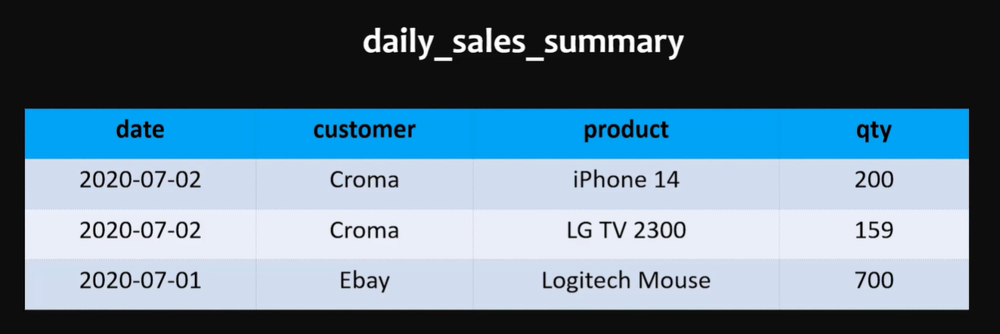 daily_sales_summary
date customer product qty
2020-07-02 Croma iPhone 14 200
2020-07-02 Croma LG TV 2300 159
2020-07-01 Ebay Logitech Mouse 700